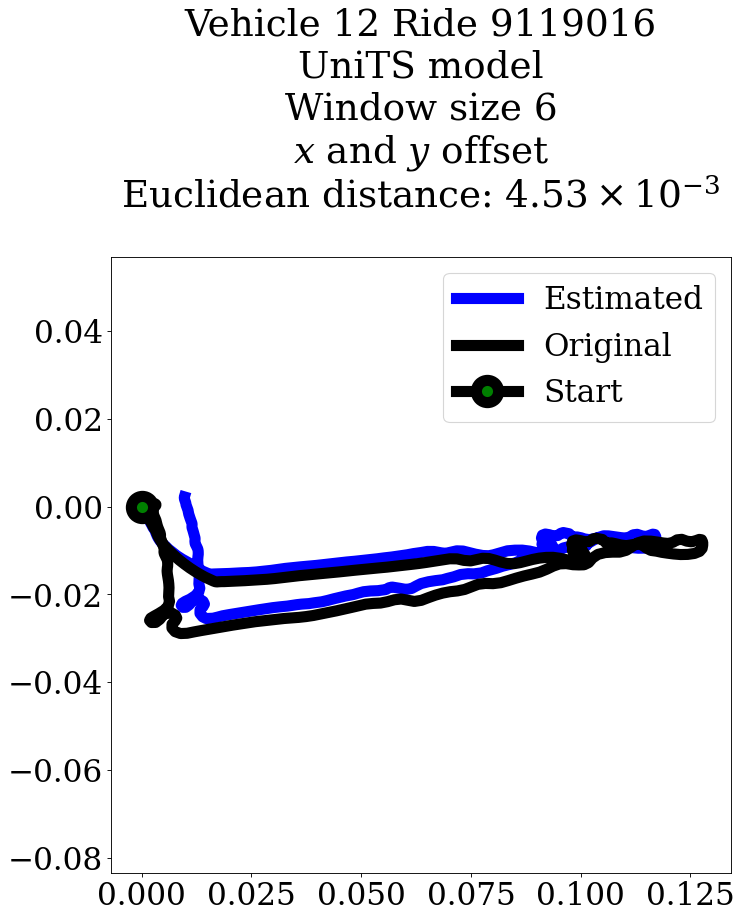 Vehicle 12 Ride 9119016
UniTS model
Window size 6
x and y offset
Euclidean distance: 4.53 × 10⁻³
Estimated
Original
Start
0.04
0.02
0.00
−0.02
−0.04
−0.06
−0.08
0.000 0.025 0.050 0.075 0.100 0.125